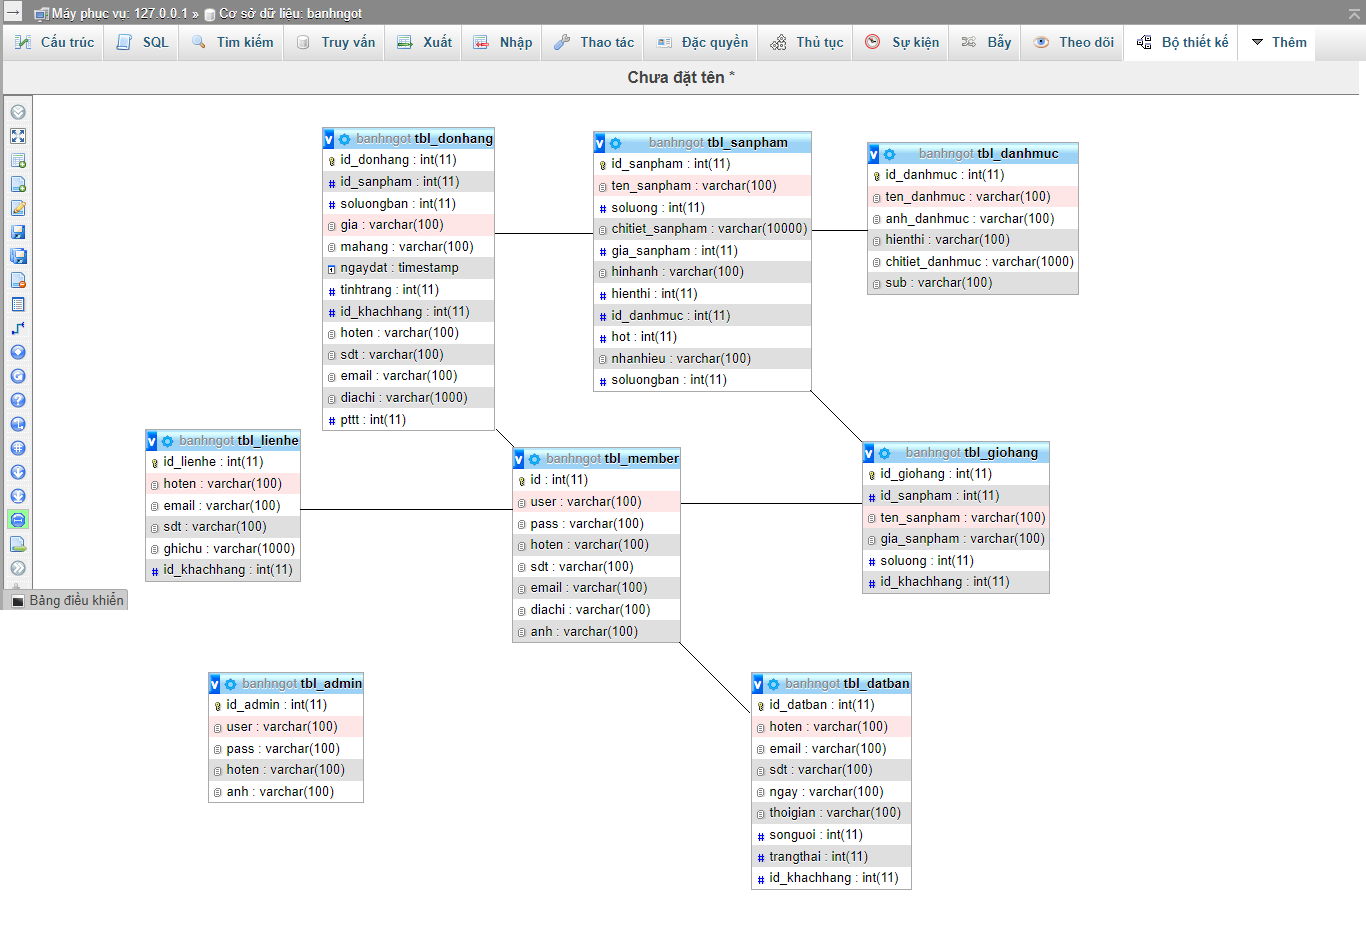 Máy phục vụ: 127.0.0.1 » Cơ sở dữ liệu: banhngot
Cấu trúc SQL Tìm kiếm Truy vấn Xuất Nhập Thao tác Đặc quyền Thủ tục Sự kiện Bẫy Theo dõi Bộ thiết kế Thêm
Chưa đặt tên *
banhngot tbl_donhang
id_donhang : int(11)
id_sanpham : int(11)
soluongban : int(11)
gia : varchar(100)
mahang : varchar(100)
ngaydat : timestamp
tinhtrang : int(11)
id_khachhang : int(11)
hoten : varchar(100)
sdt : varchar(100)
email : varchar(100)
diachi : varchar(1000)
pttt : int(11)
banhngot tbl_sanpham
id_sanpham : int(11)
ten_sanpham : varchar(100)
soluong : int(11)
chitiet_sanpham : varchar(10000)
gia_sanpham : int(11)
hinhanh : varchar(100)
hienthi : int(11)
id_danhmuc : int(11)
hot : int(11)
nhanhieu : varchar(100)
soluongban : int(11)
banhngot tbl_danhmuc
id_danhmuc : int(11)
ten_danhmuc : varchar(100)
anh_danhmuc : varchar(100)
hienthi : varchar(100)
chitiet_danhmuc : varchar(1000)
sub : varchar(100)
banhngot tbl_lienhe
id_lienhe : int(11)
hoten : varchar(100)
email : varchar(100)
sdt : varchar(100)
ghichu : varchar(1000)
id_khachhang : int(11)
banhngot tbl_member
id : int(11)
user : varchar(100)
pass : varchar(100)
hoten : varchar(100)
sdt : varchar(100)
email : varchar(100)
diachi : varchar(100)
anh : varchar(100)
banhngot tbl_giohang
id_giohang : int(11)
id_sanpham : int(11)
ten_sanpham : varchar(100)
gia_sanpham : varchar(100)
soluong : int(11)
id_khachhang : int(11)
Bảng điều khiển
banhngot tbl_admin
id_admin : int(11)
user : varchar(100)
pass : varchar(100)
hoten : varchar(100)
anh : varchar(100)
banhngot tbl_datban
id_datban : int(11)
hoten : varchar(100)
email : varchar(100)
sdt : varchar(100)
ngay : varchar(100)
thoigian : varchar(100)
songuoi : int(11)
trangthai : int(11)
id_khachhang : int(11)